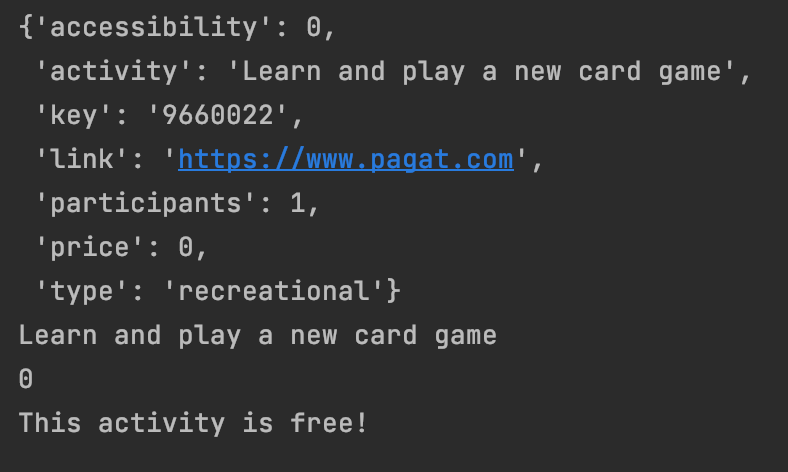 {'accessibility': 0,
 'activity': 'Learn and play a new card game',
 'key': '9660022',
 'link': 'https://www.pagat.com',
 'participants': 1,
 'price': 0,
 'type': 'recreational'}
Learn and play a new card game
0
This activity is free!